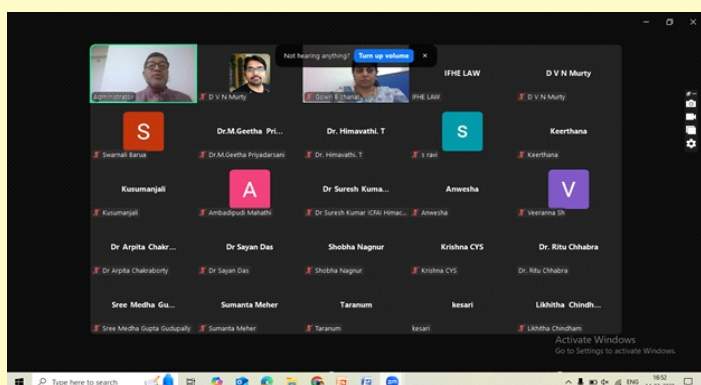 Not hearing anything? Turn up volume
IFHE LAW
D V N Murty
Administrator
D V N Murty
IFHE LAW
D V N Murty
S
Dr.M.Geetha Pri...
Dr. Himavathi. T
S
Keerthana
Swarnali Barua
Dr.M.Geetha Priyadarsani
Dr. Himavathi. T
s ravi
Keerthana
Kusumanjali
A
Dr Suresh Kuma...
Anwesha
V
Kusumanjali
Ambadipudi Mahathi
Dr Suresh Kumar ICFAI Himac...
Anwesha
Veeranna Sh
Dr Arpita Chakr...
Dr Sayan Das
Shobha Nagnur
Krishna CYS
Dr. Ritu Chhabra
Dr Arpita Chakraborty
Dr Sayan Das
Shobha Nagnur
Krishna CYS
Dr. Ritu Chhabra
Sree Medha Gu...
Sumanta Meher
Taranum
kesari
Likhitha Chindh...
Sree Medha Gupta Gudupally
Sumanta Meher
Taranum
kesari
Likhitha Chindham
Activate Windows
Go to Settings to activate Windows.
Type here to search
zm
ENG
16:52